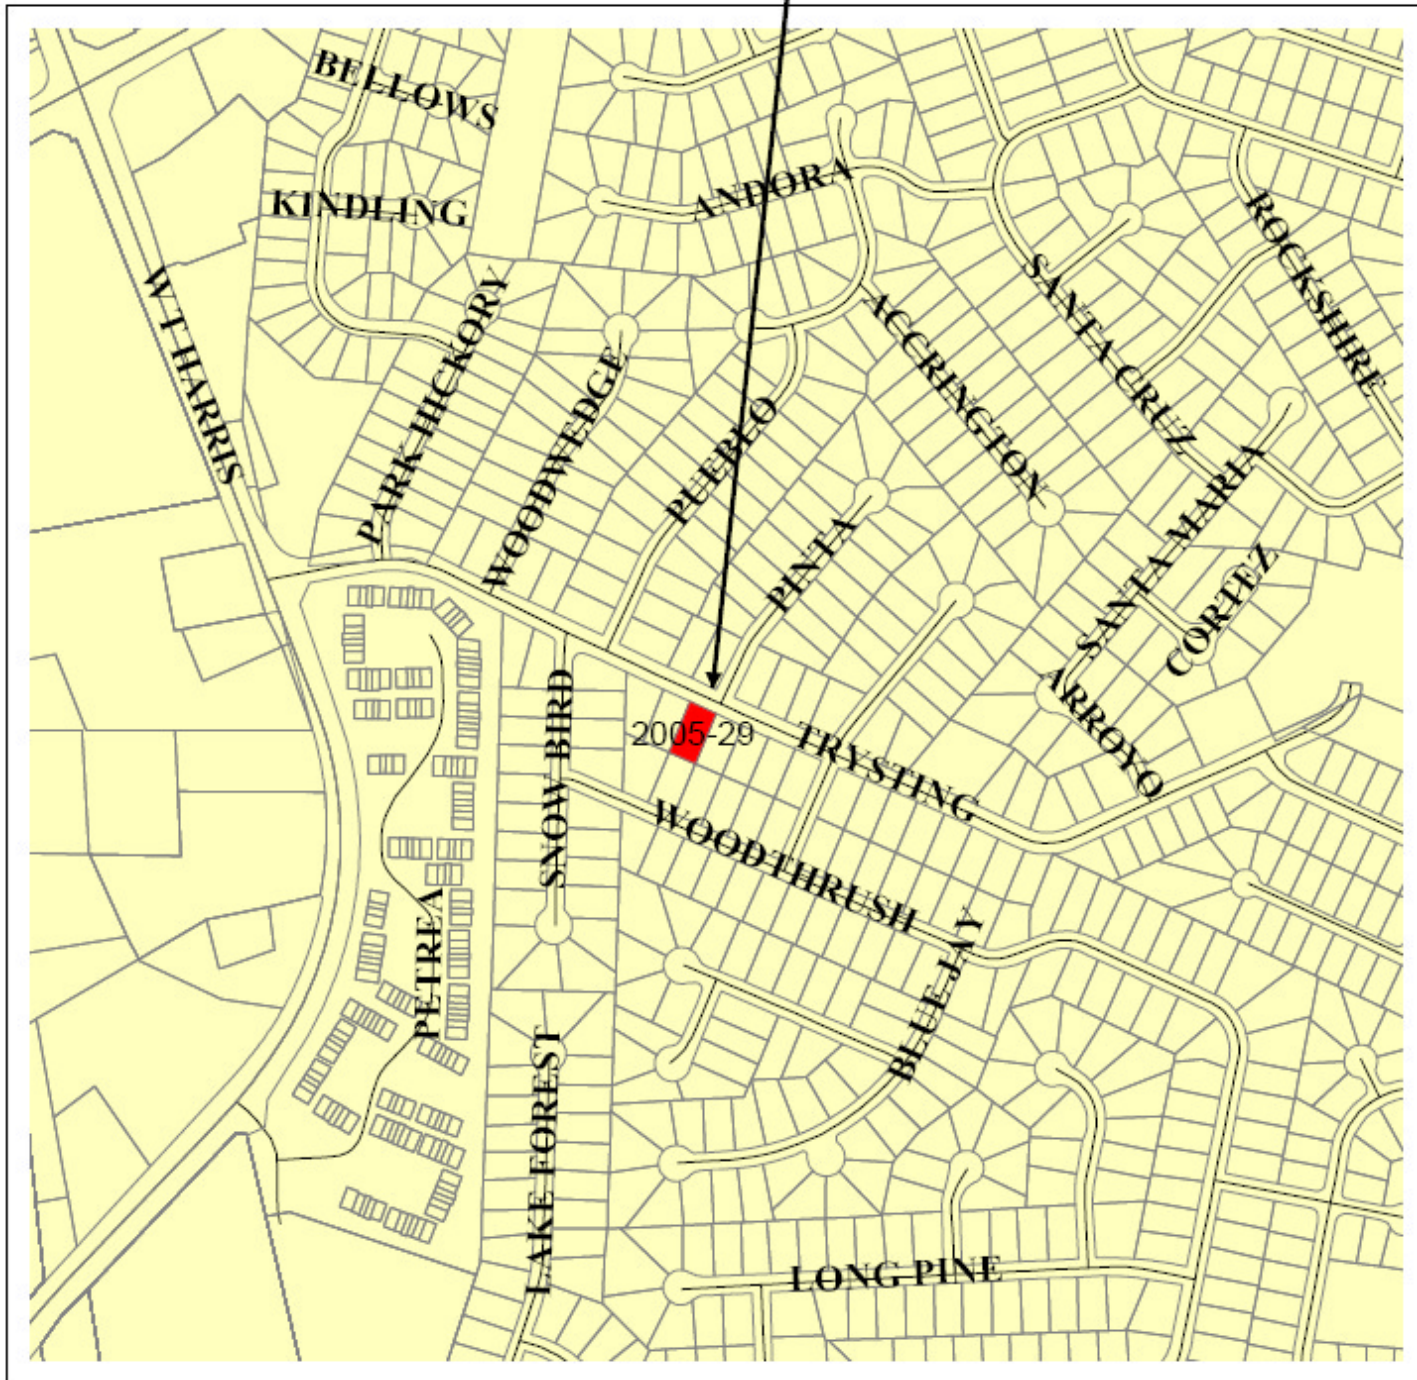 BELLOWS
KINDLING
ANDORA
ROCKSHIRE
W T HARRIS
PARK HICKORY
SANTA CRUZ
ACCRINGTON
WOODWEDGE
PUEBLO
PINTA
SANTA MARIA
CORTEZ
ARROYO
SNOW BIRD
2005-29
TRYSTING
WOODTHRUSH
PETREA
BLUE JAY
LAKE FOREST
LONG PINE